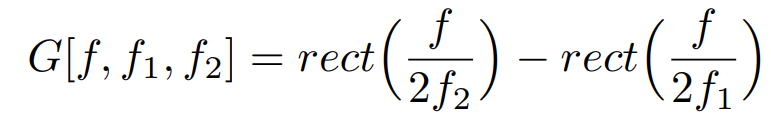 G[f, f₁, f₂] = rect(f/2f₂) − rect(f/2f₁)